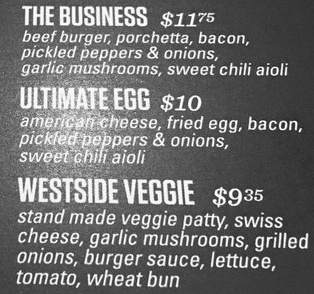 THE BUSINESS $11.75
beef burger, porchetta, bacon,
pickled peppers & onions,
garlic mushrooms, sweet chili aioli
ULTIMATE EGG $10
american cheese, fried egg, bacon,
pickled peppers & onions,
sweet chili aioli
WESTSIDE VEGGIE $9.35
stand made veggie patty, swiss
cheese, garlic mushrooms, grilled
onions, burger sauce, lettuce,
tomato, wheat bun